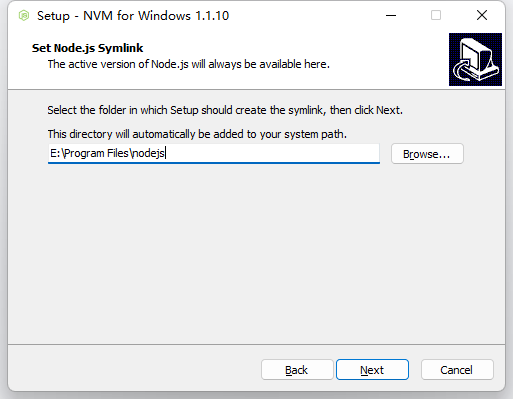 Setup - NVM for Windows 1.1.10
Set Node.js Symlink
The active version of Node.js will always be available here.
Select the folder in which Setup should create the symlink, then click Next.
This directory will automatically be added to your system path.
E:\Program Files\nodejs
Browse...
Back
Next
Cancel